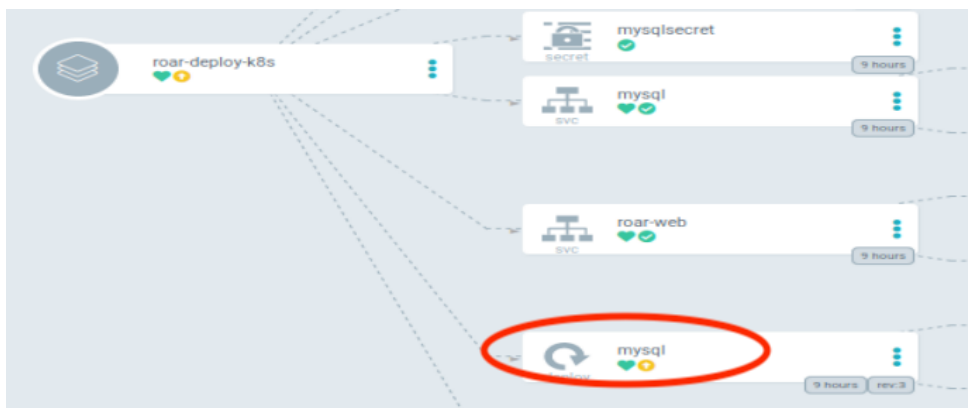 roar-deploy-k8s
mysqlsecret
secret
9 hours
mysql
svc
9 hours
roar-web
svc
9 hours
mysql
deploy
9 hours
rev:3